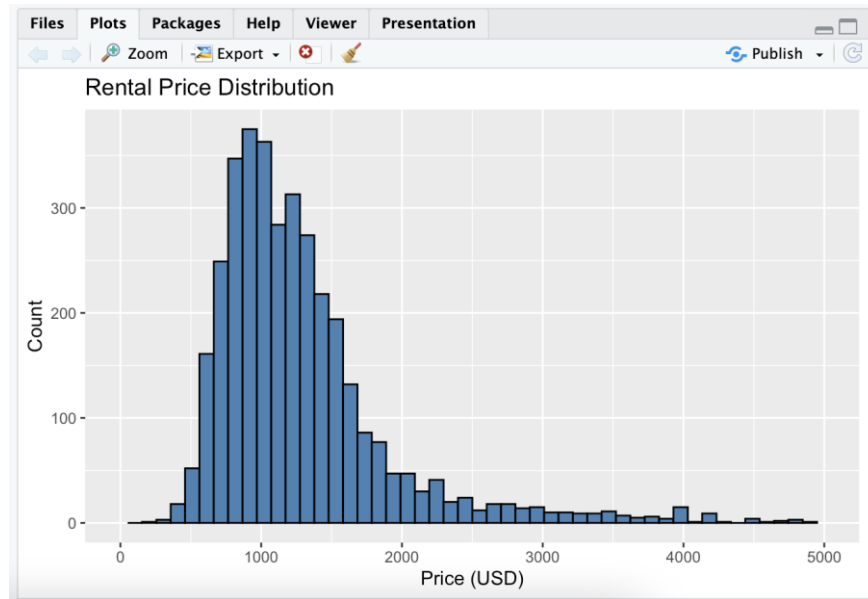 Files Plots Packages Help Viewer Presentation
Zoom Export Publish
Rental Price Distribution
300
200
100
0
Count
0 1000 2000 3000 4000 5000
Price (USD)